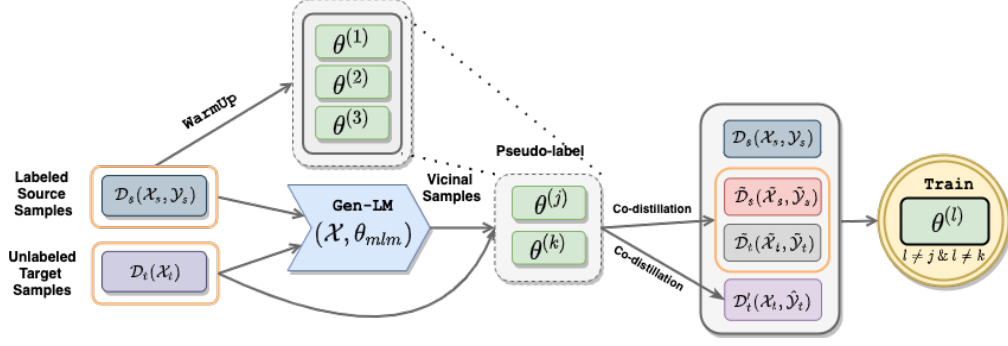 θ^(1)
θ^(2)
θ^(3)
WarmUp
Labeled
Source
Samples
𝒟_s(𝒳_s, 𝒴_s)
Unlabeled
Target
Samples
𝒟_t(𝒳_t)
Gen-LM
(𝒳, θ_mlm)
Vicinal
Samples
Pseudo-label
θ^(j)
θ^(k)
Co-distillation
Co-distillation
𝒟_s(𝒳_s, 𝒴_s)
𝒟̃_s(𝒳̃_s, 𝒴̃_s)
𝒟̃_t(𝒳̃_t, 𝒴̃_t)
𝒟′_t(𝒳_t, 𝒴̂_t)
Train
θ^(l)
l ≠ j & l ≠ k